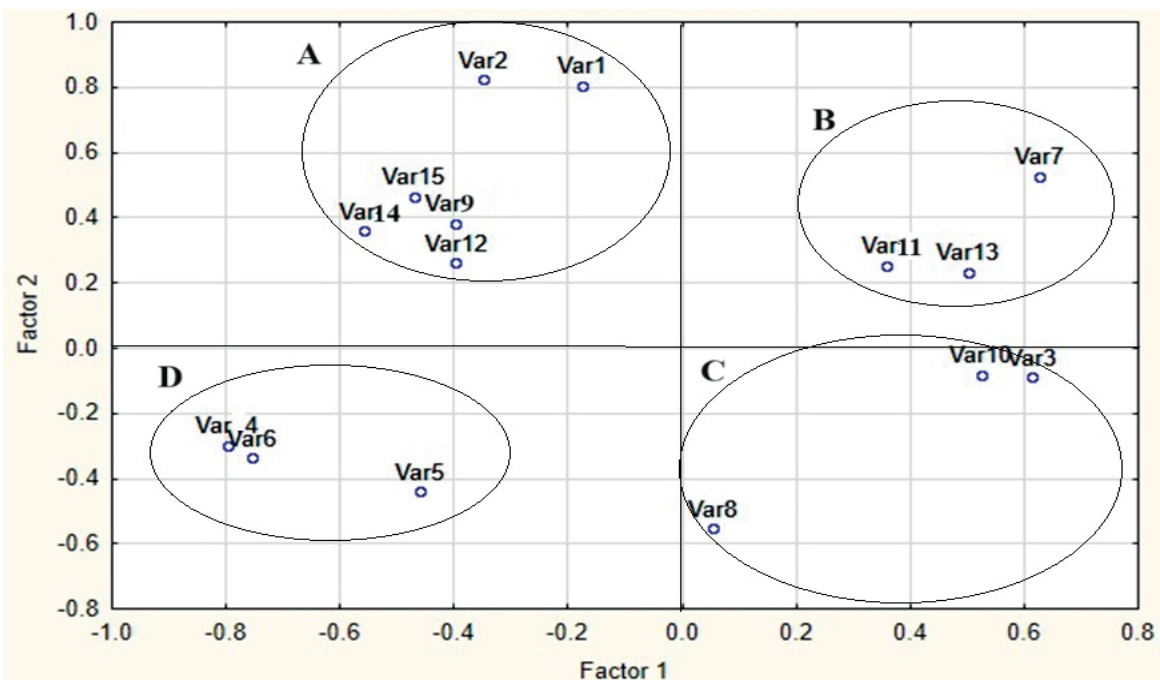 1.0
A
Var2
Var1
0.8
B
Var7
0.6
Var15
Var9
Var14
0.4
Var12
Var11
Var13
0.2
Factor 2
0.0
Var10
Var3
D
C
-0.2
Var 4
Var6
Var5
-0.4
Var8
-0.6
-0.8
-1.0 -0.8 -0.6 -0.4 -0.2 0.0 0.2 0.4 0.6 0.8
Factor 1